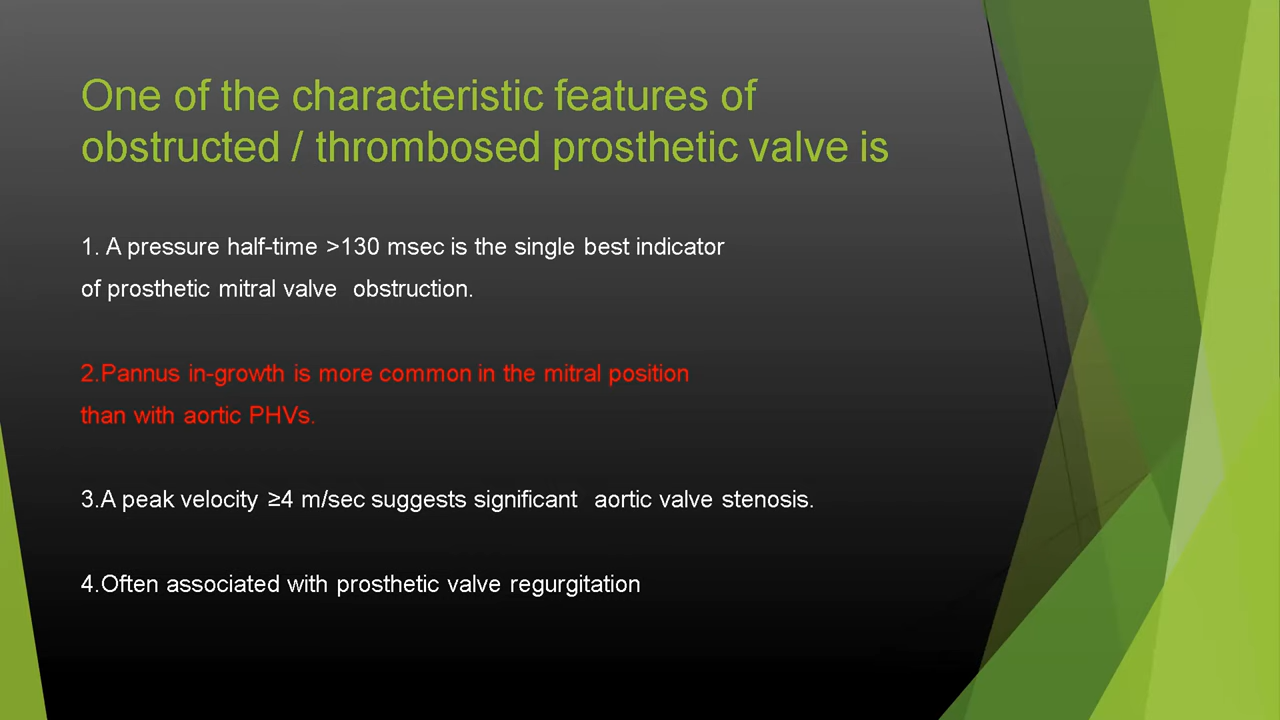 One of the characteristic features of
obstructed / thrombosed prosthetic valve is
1. A pressure half-time >130 msec is the single best indicator
of prosthetic mitral valve obstruction.
2.Pannus in-growth is more common in the mitral position
than with aortic PHVs.
3.A peak velocity ≥4 m/sec suggests significant aortic valve stenosis.
4.Often associated with prosthetic valve regurgitation